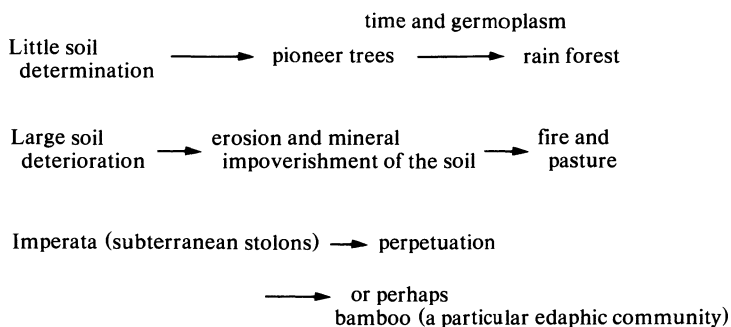 time and germoplasm
Little soil
determination → pioneer trees → rain forest
Large soil
deterioration → erosion and mineral
impoverishment of the soil → fire and
pasture
Imperata (subterranean stolons) → perpetuation
→ or perhaps
bamboo (a particular edaphic community)